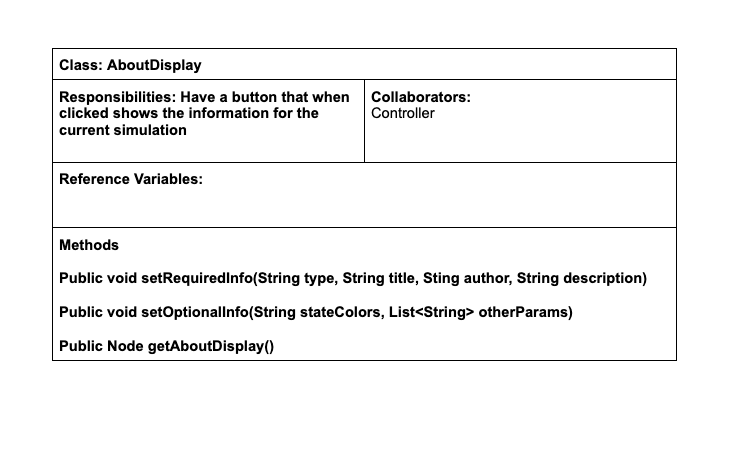 Class: AboutDisplay
Responsibilities: Have a button that when
clicked shows the information for the
current simulation
Collaborators:
Controller
Reference Variables:
Methods
Public void setRequiredInfo(String type, String title, Sting author, String description)
Public void setOptionalInfo(String stateColors, List<String> otherParams)
Public Node getAboutDisplay()